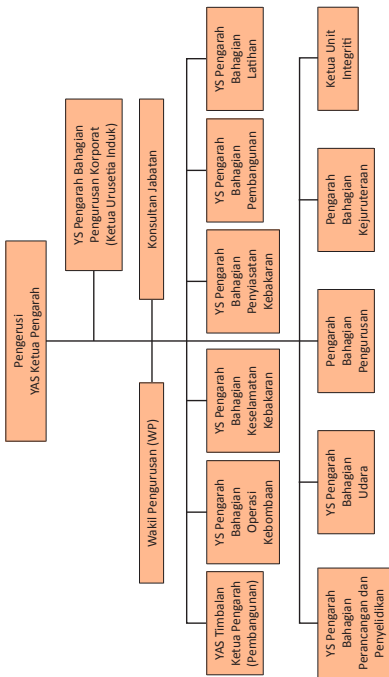 Pengerusi
YAS Ketua Pengarah
YS Pengarah Bahagian
Pengurusan Korporat
(Ketua Urusetia Induk)
Wakil Pengurusan (WP)
Konsultan Jabatan
YAS Timbalan
Ketua Pengarah
(Pembangunan)
YS Pengarah
Bahagian
Operasi
Kebombaan
YS Pengarah
Bahagian
Keselamatan
Kebakaran
YS Pengarah
Bahagian
Penyiasatan
Kebakaran
YS Pengarah
Bahagian
Pembangunan
YS Pengarah
Bahagian
Latihan
YS Pengarah
Bahagian
Perancangan dan
Penyelidikan
YS Pengarah
Bahagian
Udara
Pengarah
Bahagian
Pengurusan
Pengarah
Bahagian
Kejuruteraan
Ketua Unit
Integriti